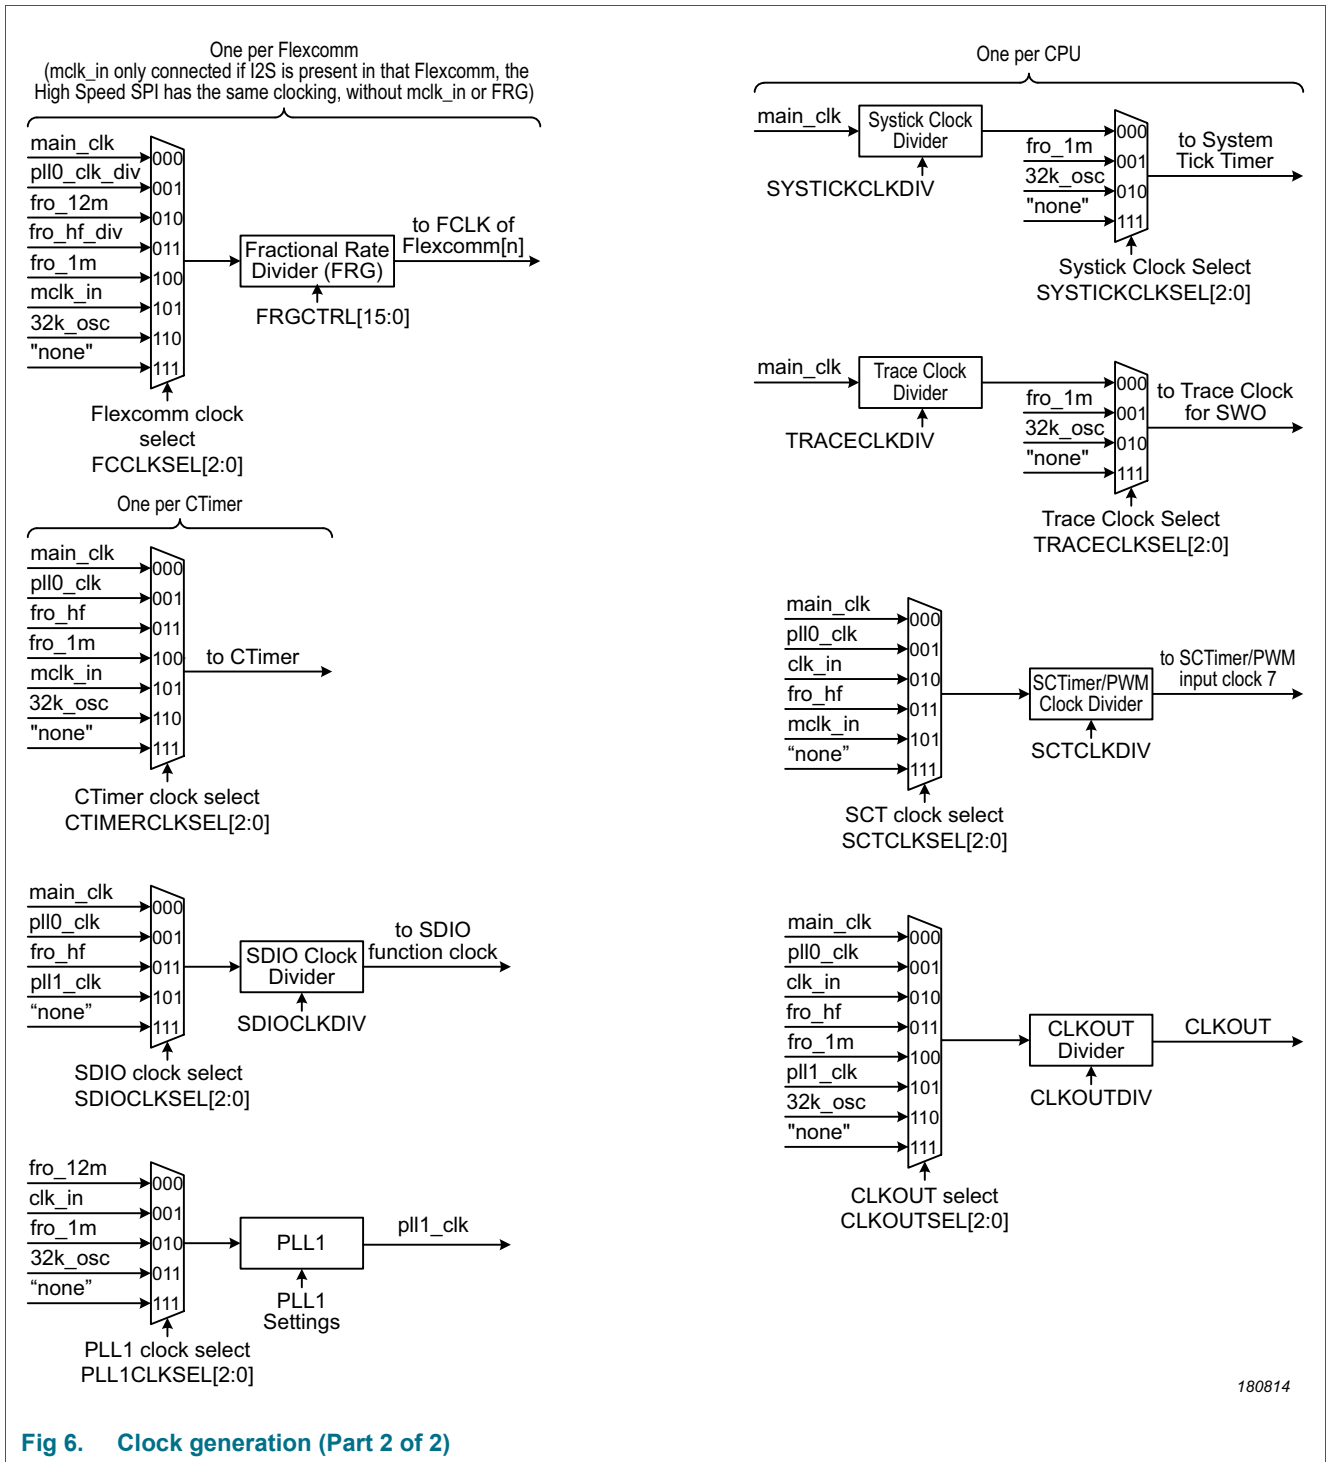 One per Flexcomm
(mclk_in only connected if I2S is present in that Flexcomm, the
High Speed SPI has the same clocking, without mclk_in or FRG)
main_clk
000
pll0_clk_div
001
fro_12m
010
fro_hf_div
011
fro_1m
100
mclk_in
101
32k_osc
110
"none"
111
Fractional Rate
Divider (FRG)
FRGCTRL[15:0]
to FCLK of
Flexcomm[n]
Flexcomm clock
select
FCCLKSEL[2:0]
One per CTimer
main_clk
000
pll0_clk
001
fro_hf
011
fro_1m
100
mclk_in
101
32k_osc
110
"none"
111
to CTimer
CTimer clock select
CTIMERCLKSEL[2:0]
main_clk
000
pll0_clk
001
fro_hf
011
pll1_clk
101
“none”
111
SDIO Clock
Divider
SDIOCLKDIV
to SDIO
function clock
SDIO clock select
SDIOCLKSEL[2:0]
fro_12m
000
clk_in
001
fro_1m
010
32k_osc
011
“none”
111
PLL1
PLL1
Settings
pll1_clk
PLL1 clock select
PLL1CLKSEL[2:0]
One per CPU
main_clk
Systick Clock
Divider
SYSTICKCLKDIV
000
fro_1m
001
32k_osc
010
"none"
111
to System
Tick Timer
Systick Clock Select
SYSTICKCLKSEL[2:0]
main_clk
Trace Clock
Divider
TRACECLKDIV
000
fro_1m
001
32k_osc
010
"none"
111
to Trace Clock
for SWO
Trace Clock Select
TRACECLKSEL[2:0]
main_clk
000
pll0_clk
001
clk_in
010
fro_hf
011
mclk_in
101
“none”
111
SCTimer/PWM
Clock Divider
SCTCLKDIV
to SCTimer/PWM
input clock 7
SCT clock select
SCTCLKSEL[2:0]
main_clk
000
pll0_clk
001
clk_in
010
fro_hf
011
fro_1m
100
pll1_clk
101
32k_osc
110
"none"
111
CLKOUT
Divider
CLKOUTDIV
CLKOUT
CLKOUT select
CLKOUTSEL[2:0]
180814
Fig 6. Clock generation (Part 2 of 2)